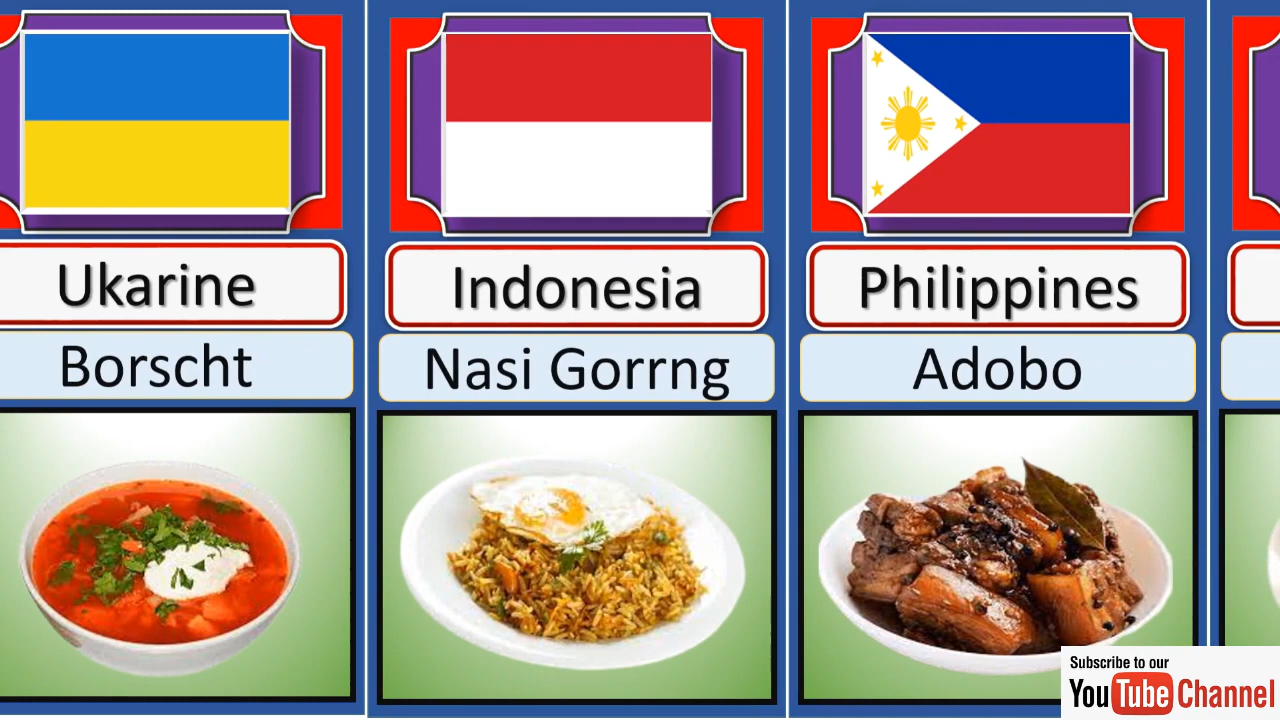 Ukarine
Borscht
Indonesia
Nasi Gorrng
Philippines
Adobo
Subscribe to our
YouTube Channel